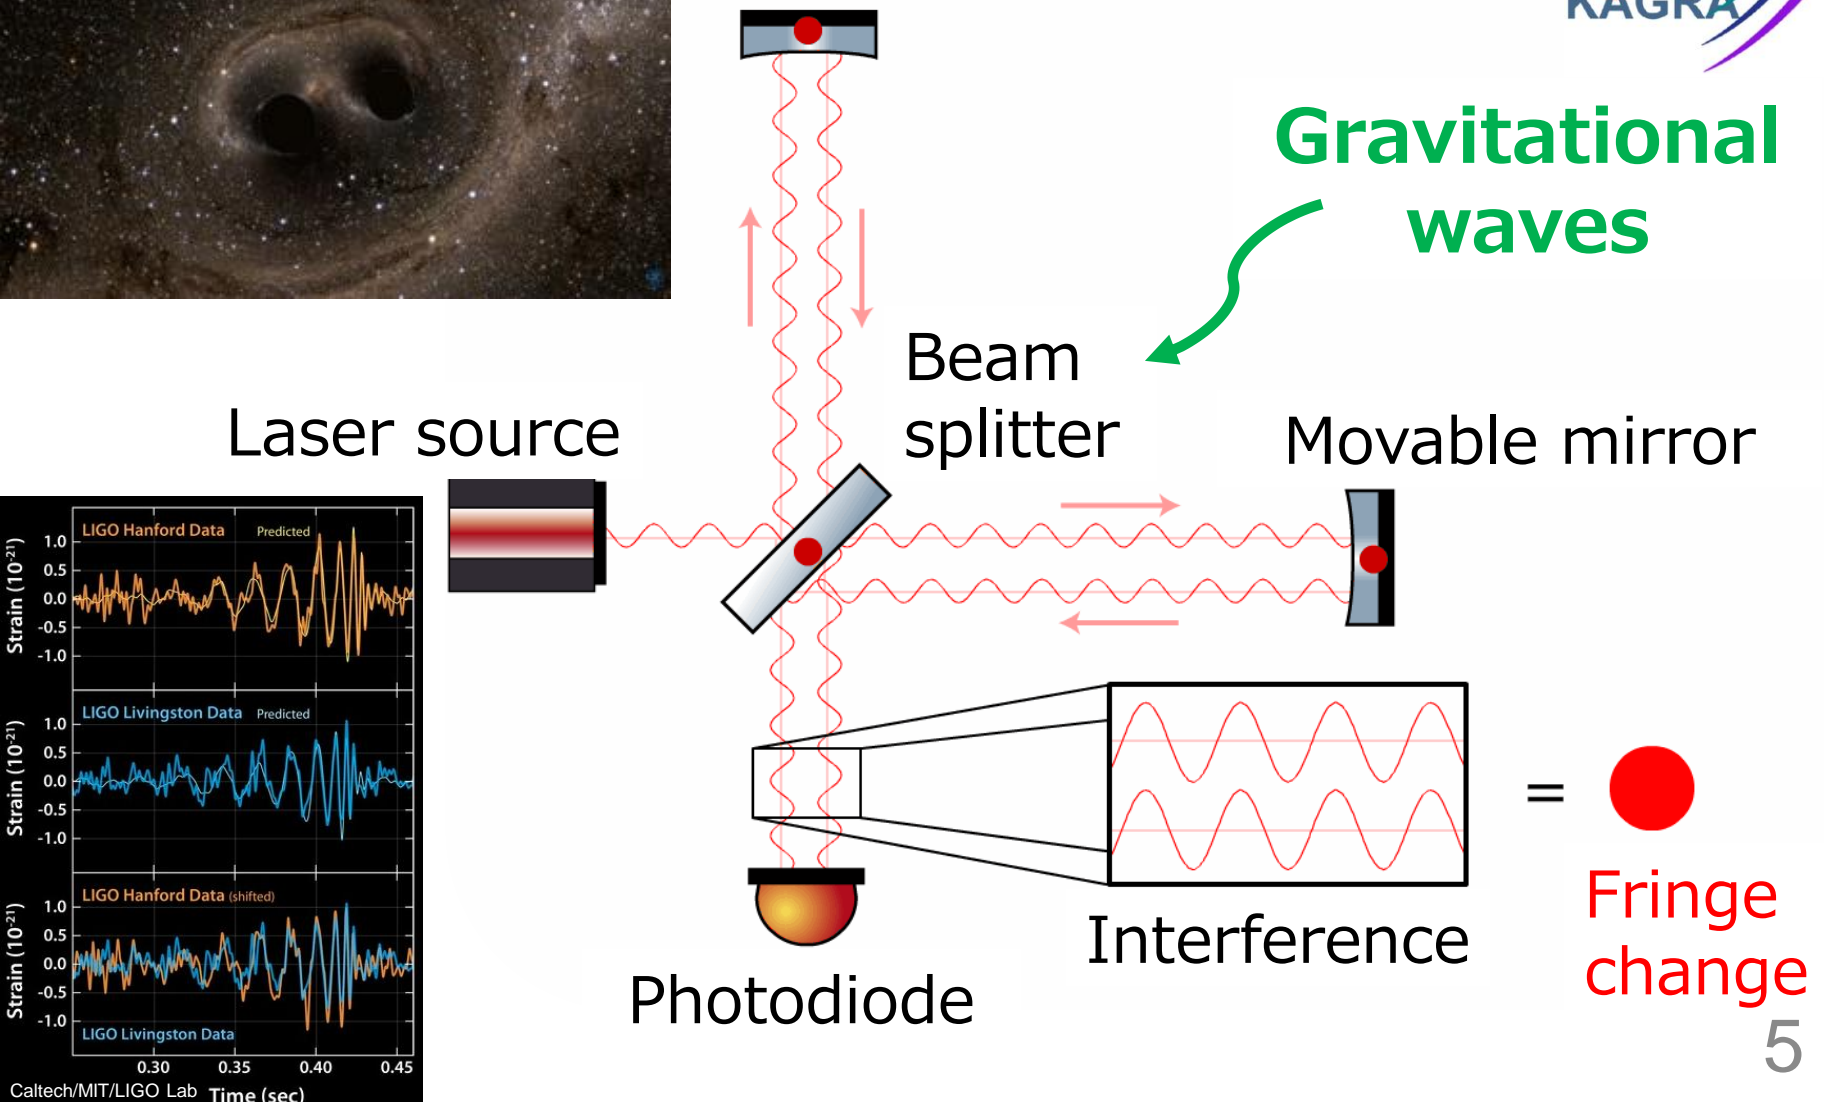 KAGRA
Gravitational
waves
Beam
splitter
Laser source
Movable mirror
LIGO Hanford Data Predicted
1.0
0.5
0.0
-0.5
-1.0
Strain (10⁻²¹)
LIGO Livingston Data Predicted
1.0
0.5
0.0
-0.5
-1.0
Strain (10⁻²¹)
LIGO Hanford Data (shifted)
1.0
0.5
0.0
-0.5
-1.0
Strain (10⁻²¹)
LIGO Livingston Data
0.30 0.35 0.40 0.45
Caltech/MIT/LIGO Lab Time (sec)
=
Fringe
change
Interference
Photodiode
5